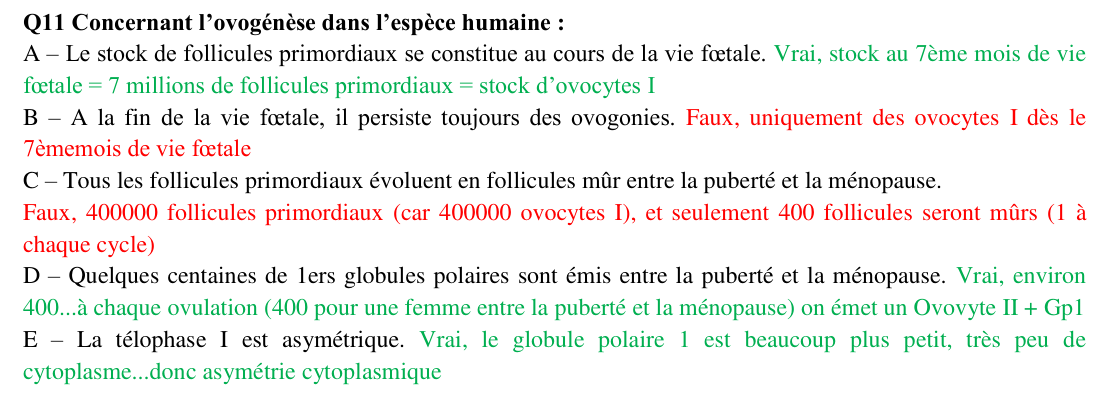 Q11 Concernant l’ovogénèse dans l’espèce humaine :
A – Le stock de follicules primordiaux se constitue au cours de la vie fœtale. Vrai, stock au 7ème mois de vie
fœtale = 7 millions de follicules primordiaux = stock d’ovocytes I
B – A la fin de la vie fœtale, il persiste toujours des ovogonies. Faux, uniquement des ovocytes I dès le
7èmemois de vie fœtale
C – Tous les follicules primordiaux évoluent en follicules mûr entre la puberté et la ménopause.
Faux, 400000 follicules primordiaux (car 400000 ovocytes I), et seulement 400 follicules seront mûrs (1 à
chaque cycle)
D – Quelques centaines de 1ers globules polaires sont émis entre la puberté et la ménopause. Vrai, environ
400...à chaque ovulation (400 pour une femme entre la puberté et la ménopause) on émet un Ovovyte II + Gp1
E – La télophase I est asymétrique. Vrai, le globule polaire 1 est beaucoup plus petit, très peu de
cytoplasme...donc asymétrie cytoplasmique